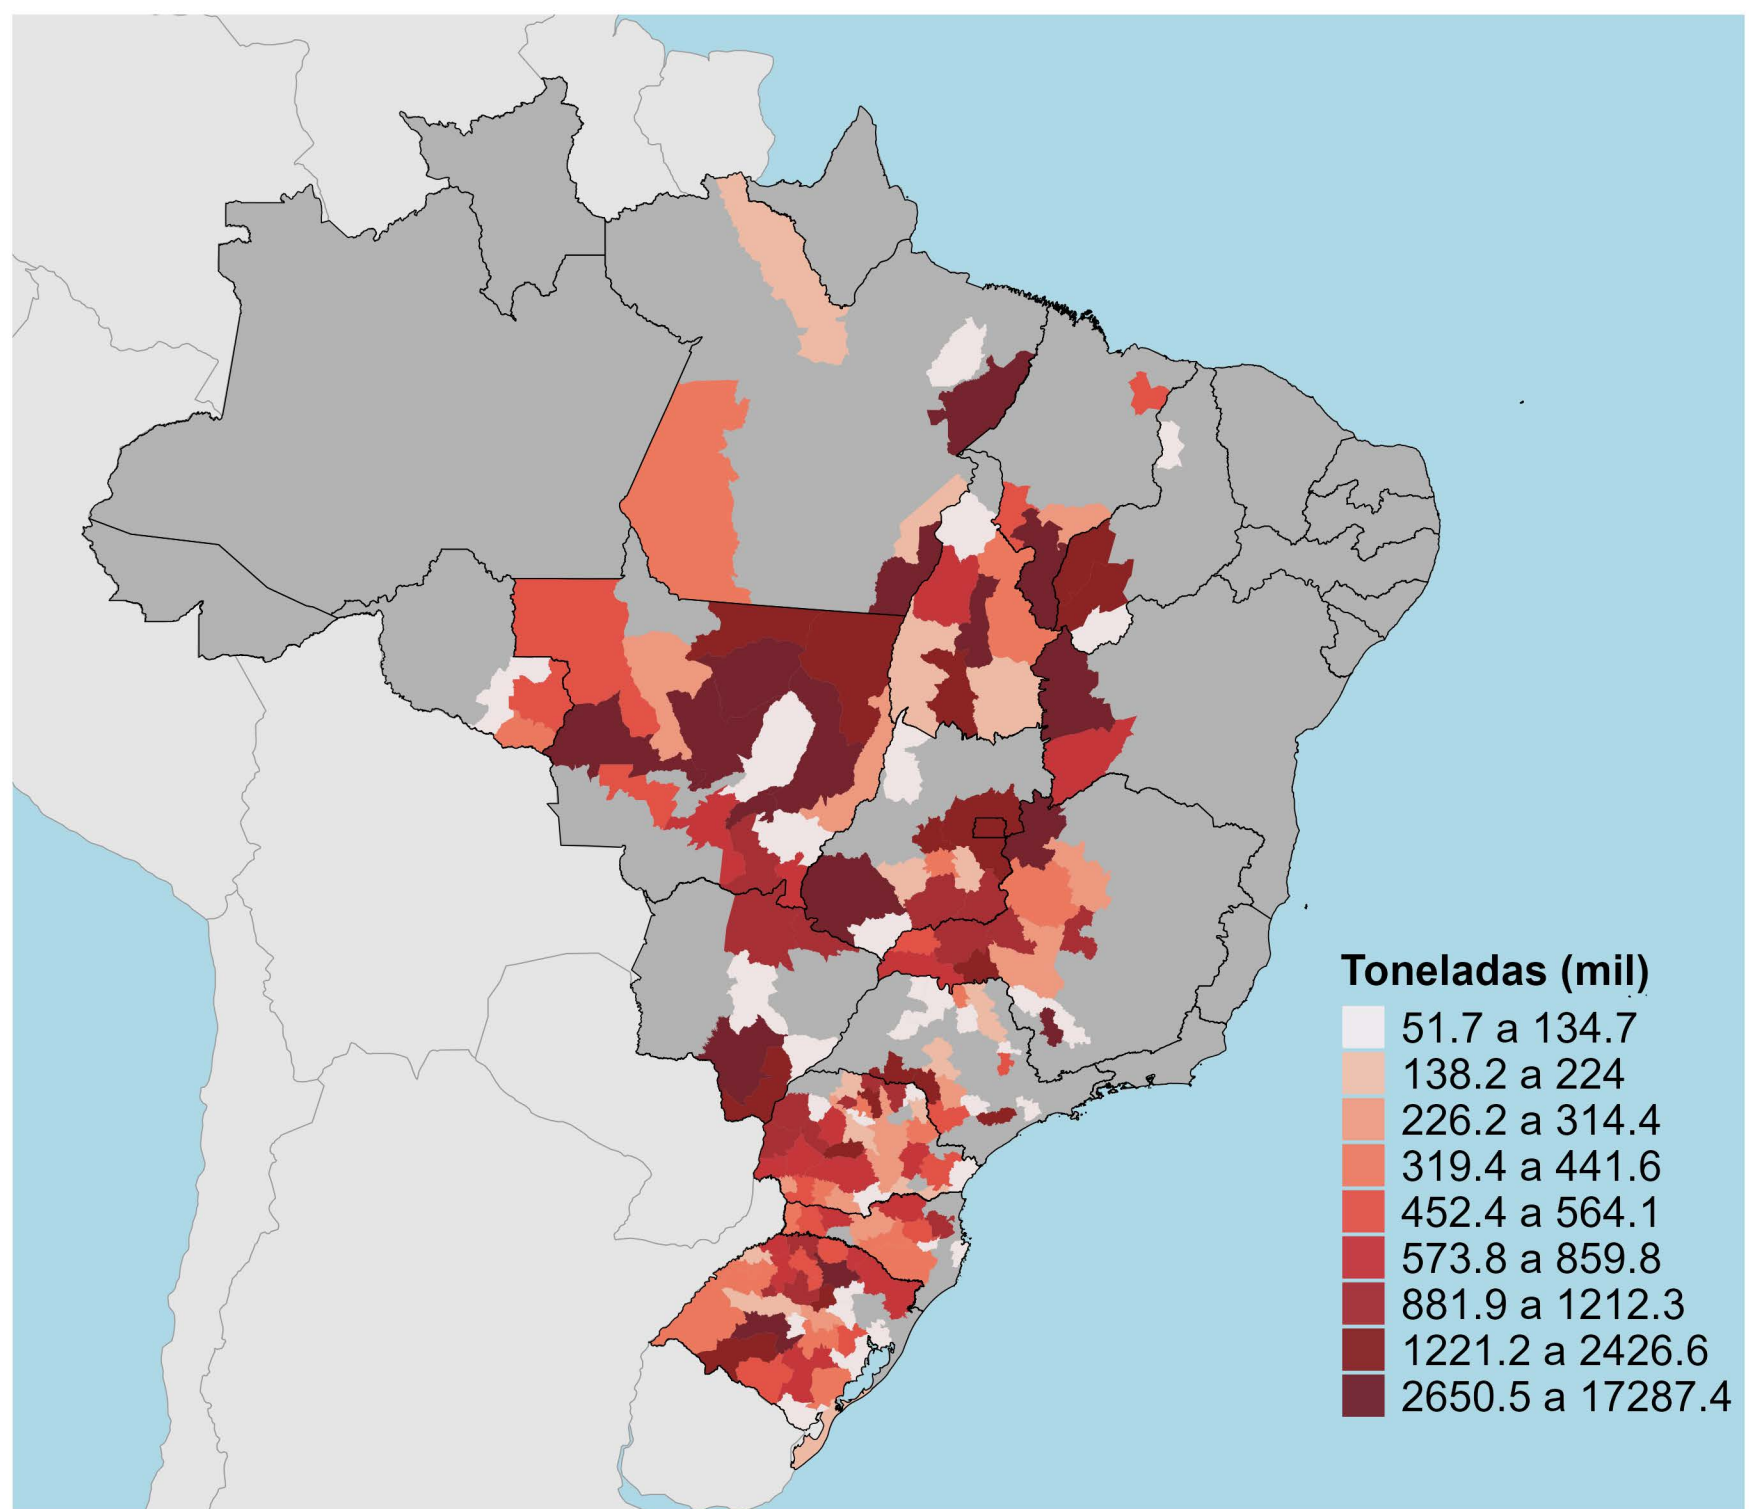 Toneladas (mil)
51.7 a 134.7
138.2 a 224
226.2 a 314.4
319.4 a 441.6
452.4 a 564.1
573.8 a 859.8
881.9 a 1212.3
1221.2 a 2426.6
2650.5 a 17287.4